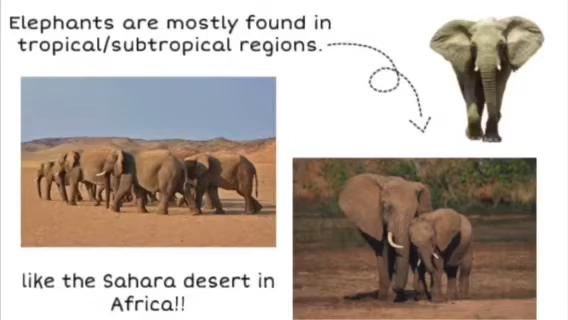 Elephants are mostly found in
tropical/subtropical regions.
like the Sahara desert in
Africa!!